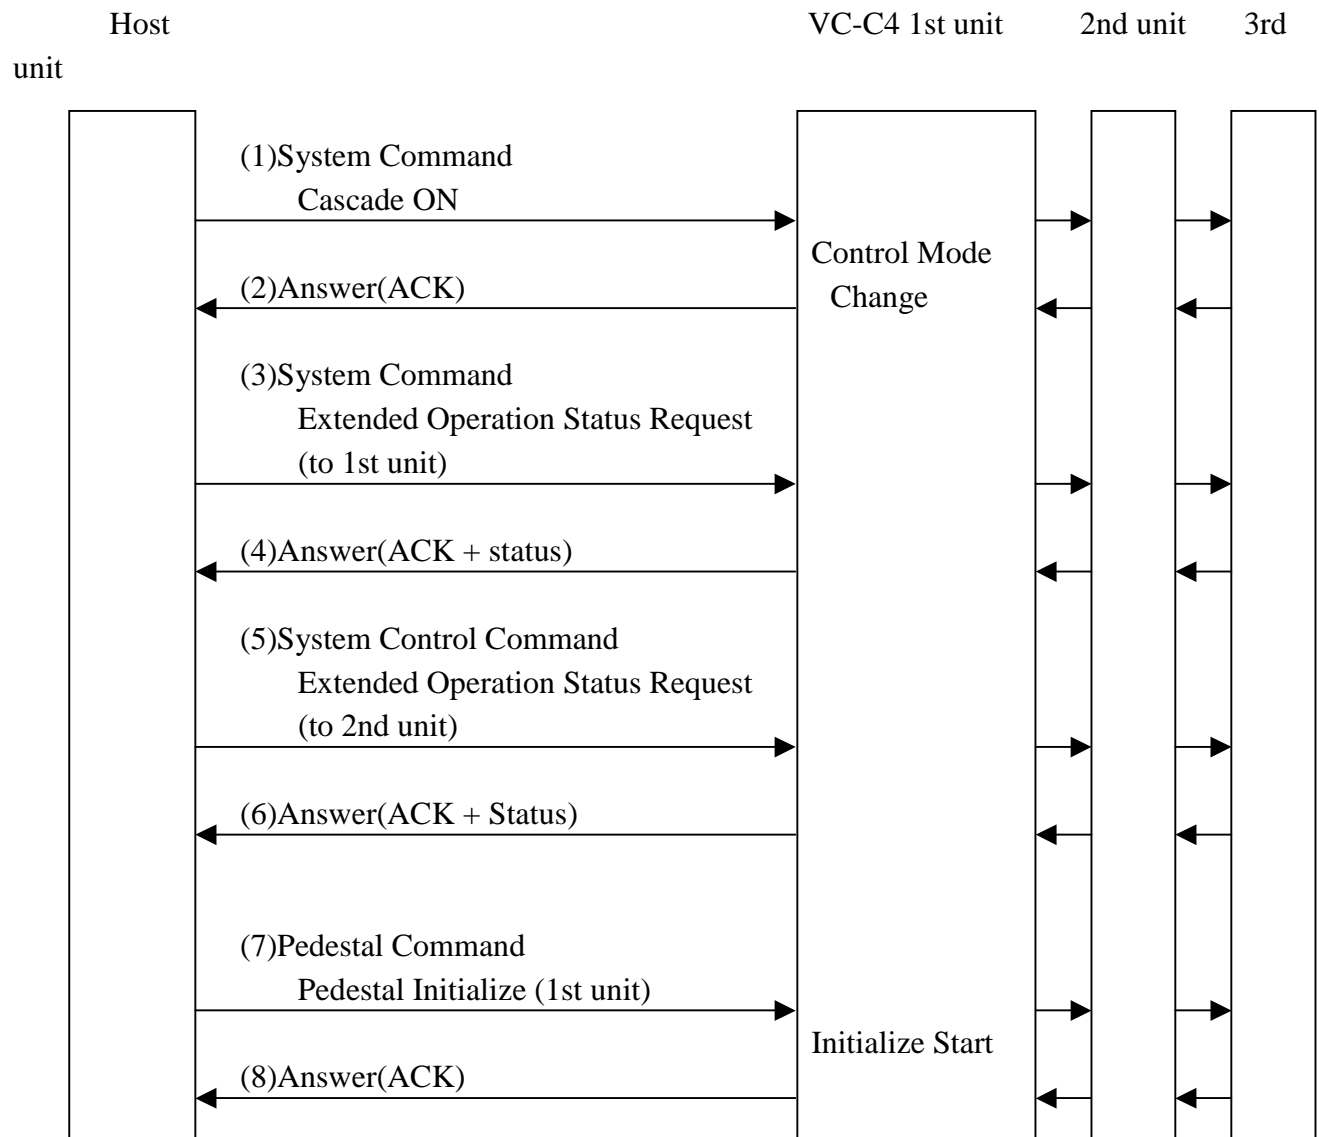 Host VC-C4 1st unit 2nd unit 3rd
unit
(1)System Command
Cascade ON
Control Mode
(2)Answer(ACK)
Change
(3)System Command
Extended Operation Status Request
(to 1st unit)
(4)Answer(ACK + status)
(5)System Control Command
Extended Operation Status Request
(to 2nd unit)
(6)Answer(ACK + Status)
(7)Pedestal Command
Pedestal Initialize (1st unit)
Initialize Start
(8)Answer(ACK)